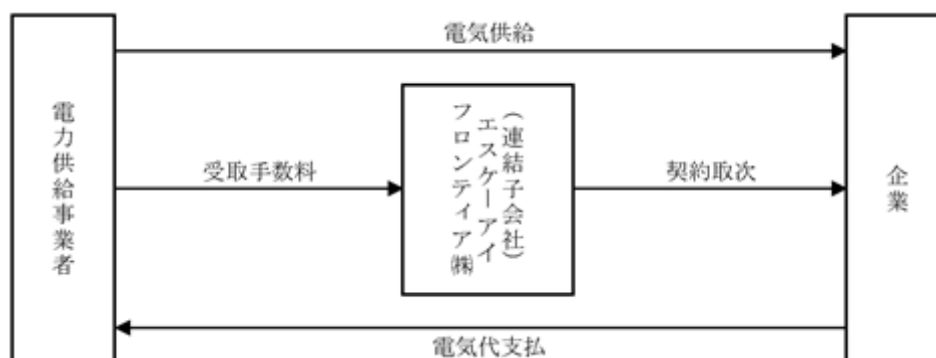 電気供給
電力供給事業者
受取手数料
(連結子会社)
エスケーアイ
フロンティア㈱
契約取次
企業
電気代支払